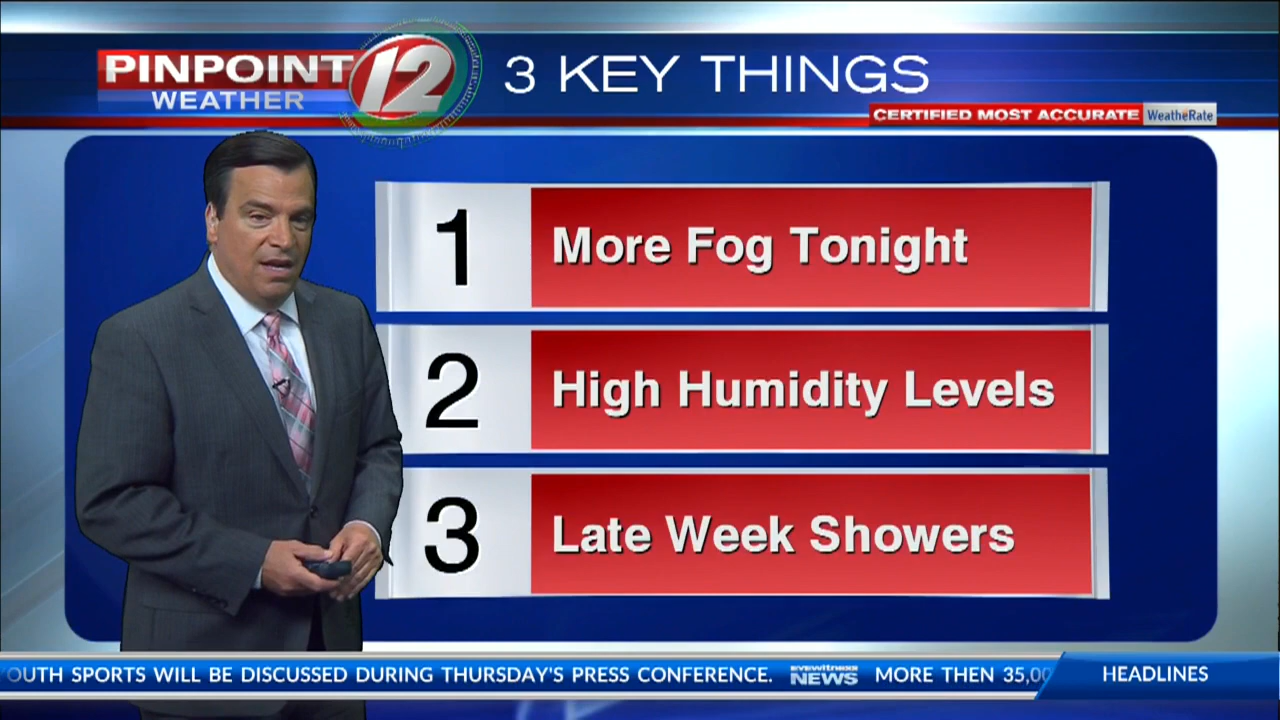 PINPOINT 12
WEATHER
3 KEY THINGS
CERTIFIED MOST ACCURATE WeatheRate
1 More Fog Tonight
2 High Humidity Levels
3 Late Week Showers
OUTH SPORTS WILL BE DISCUSSED DURING THURSDAY'S PRESS CONFERENCE. EYEWITNESS NEWS MORE THEN 35,00 HEADLINES